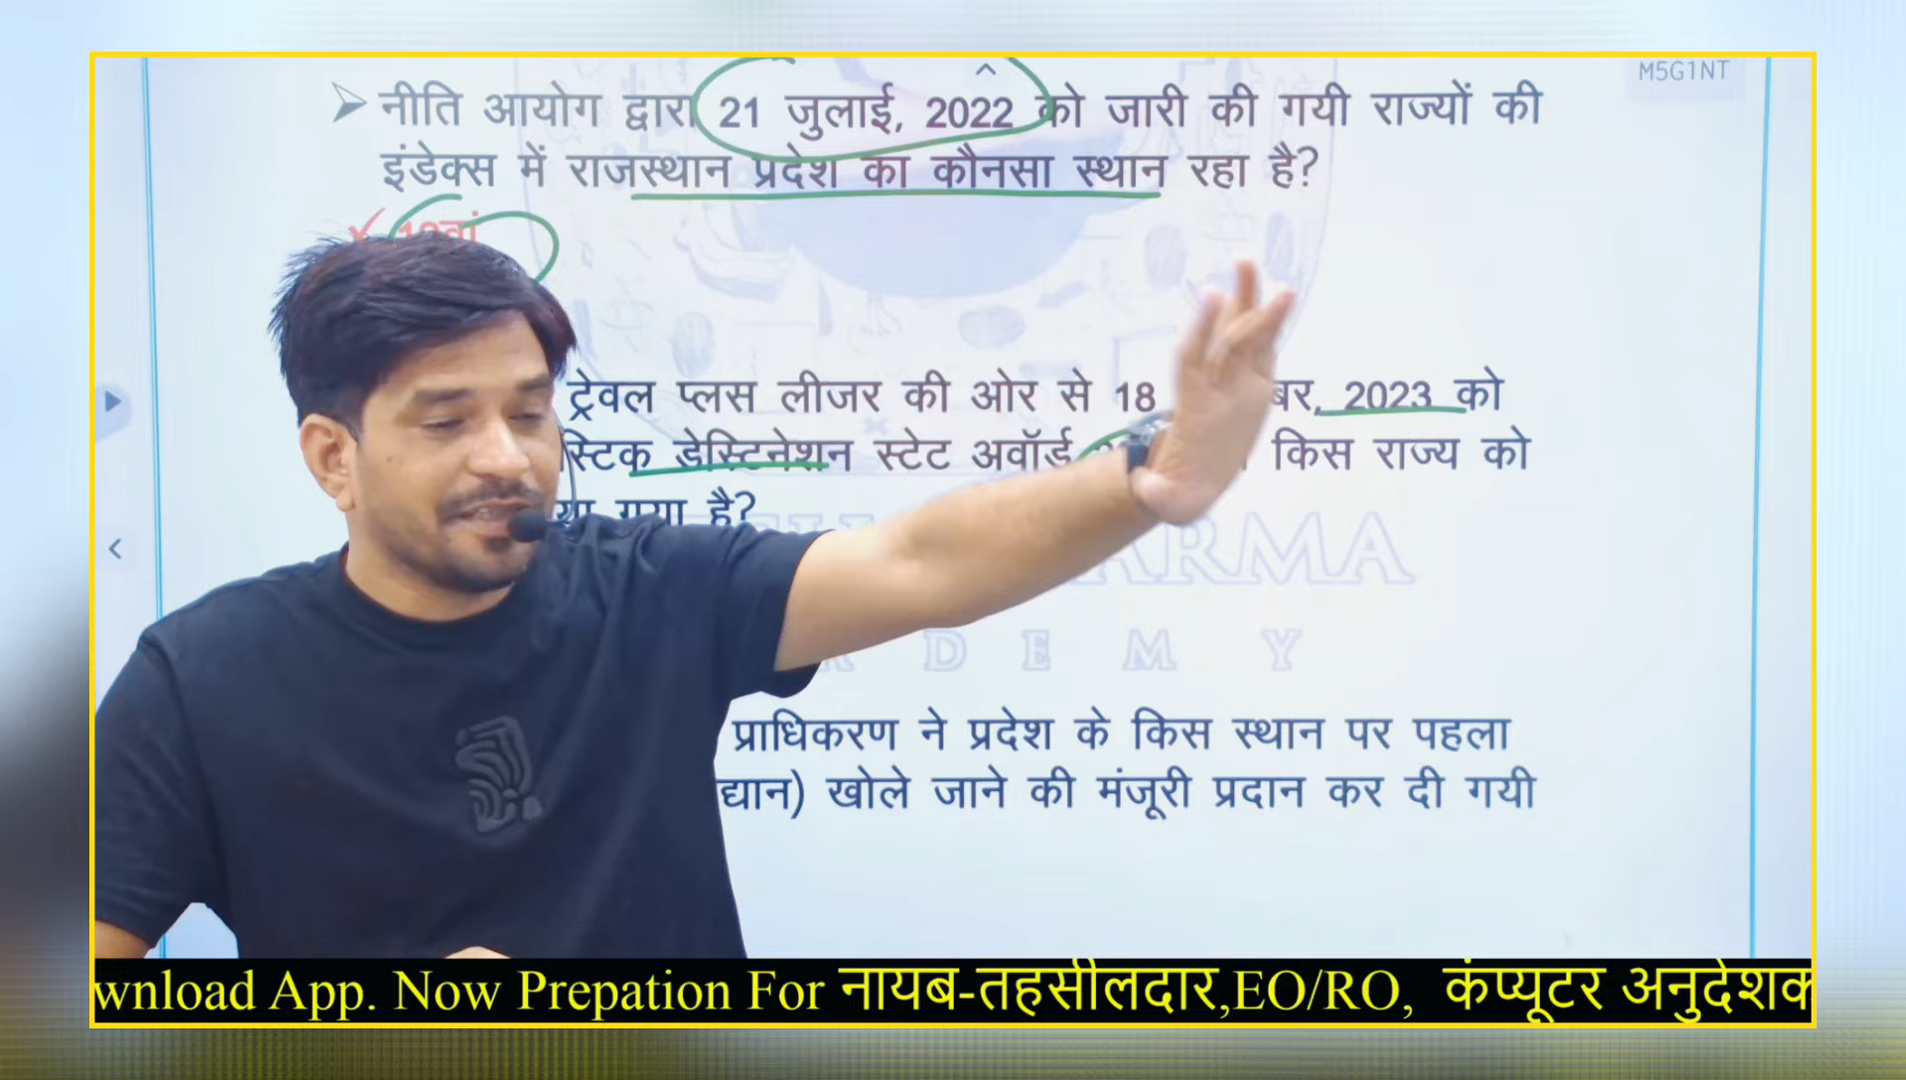 M5G1NT
➤ नीति आयोग द्वारा 21 जुलाई, 2022 को जारी की गयी राज्यों की
इंडेक्स में राजस्थान प्रदेश का कौनसा स्थान रहा है?
ट्रेवल प्लस लीजर की ओर से 18 बर, 2023 को
स्टिक डेस्टिनेशन स्टेट अवॉर्ड किस राज्य को
गया है?
ARMA
D E M Y
प्राधिकरण ने प्रदेश के किस स्थान पर पहला
द्यान) खोले जाने की मंजूरी प्रदान कर दी गयी
wnload App. Now Prepation For नायब-तहसीलदार,EO/RO, कंप्यूटर अनुदेशक